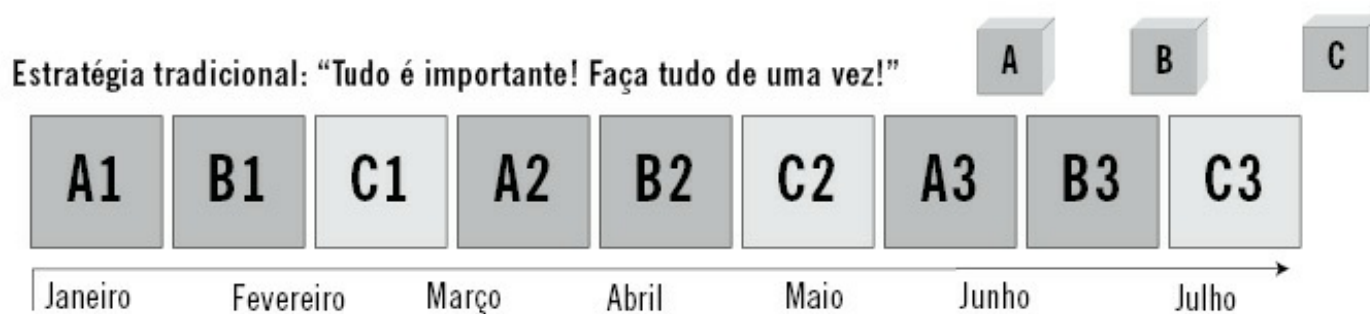 A B C
Estratégia tradicional: “Tudo é importante! Faça tudo de uma vez!”
A1 B1 C1 A2 B2 C2 A3 B3 C3
Janeiro Fevereiro Março Abril Maio Junho Julho